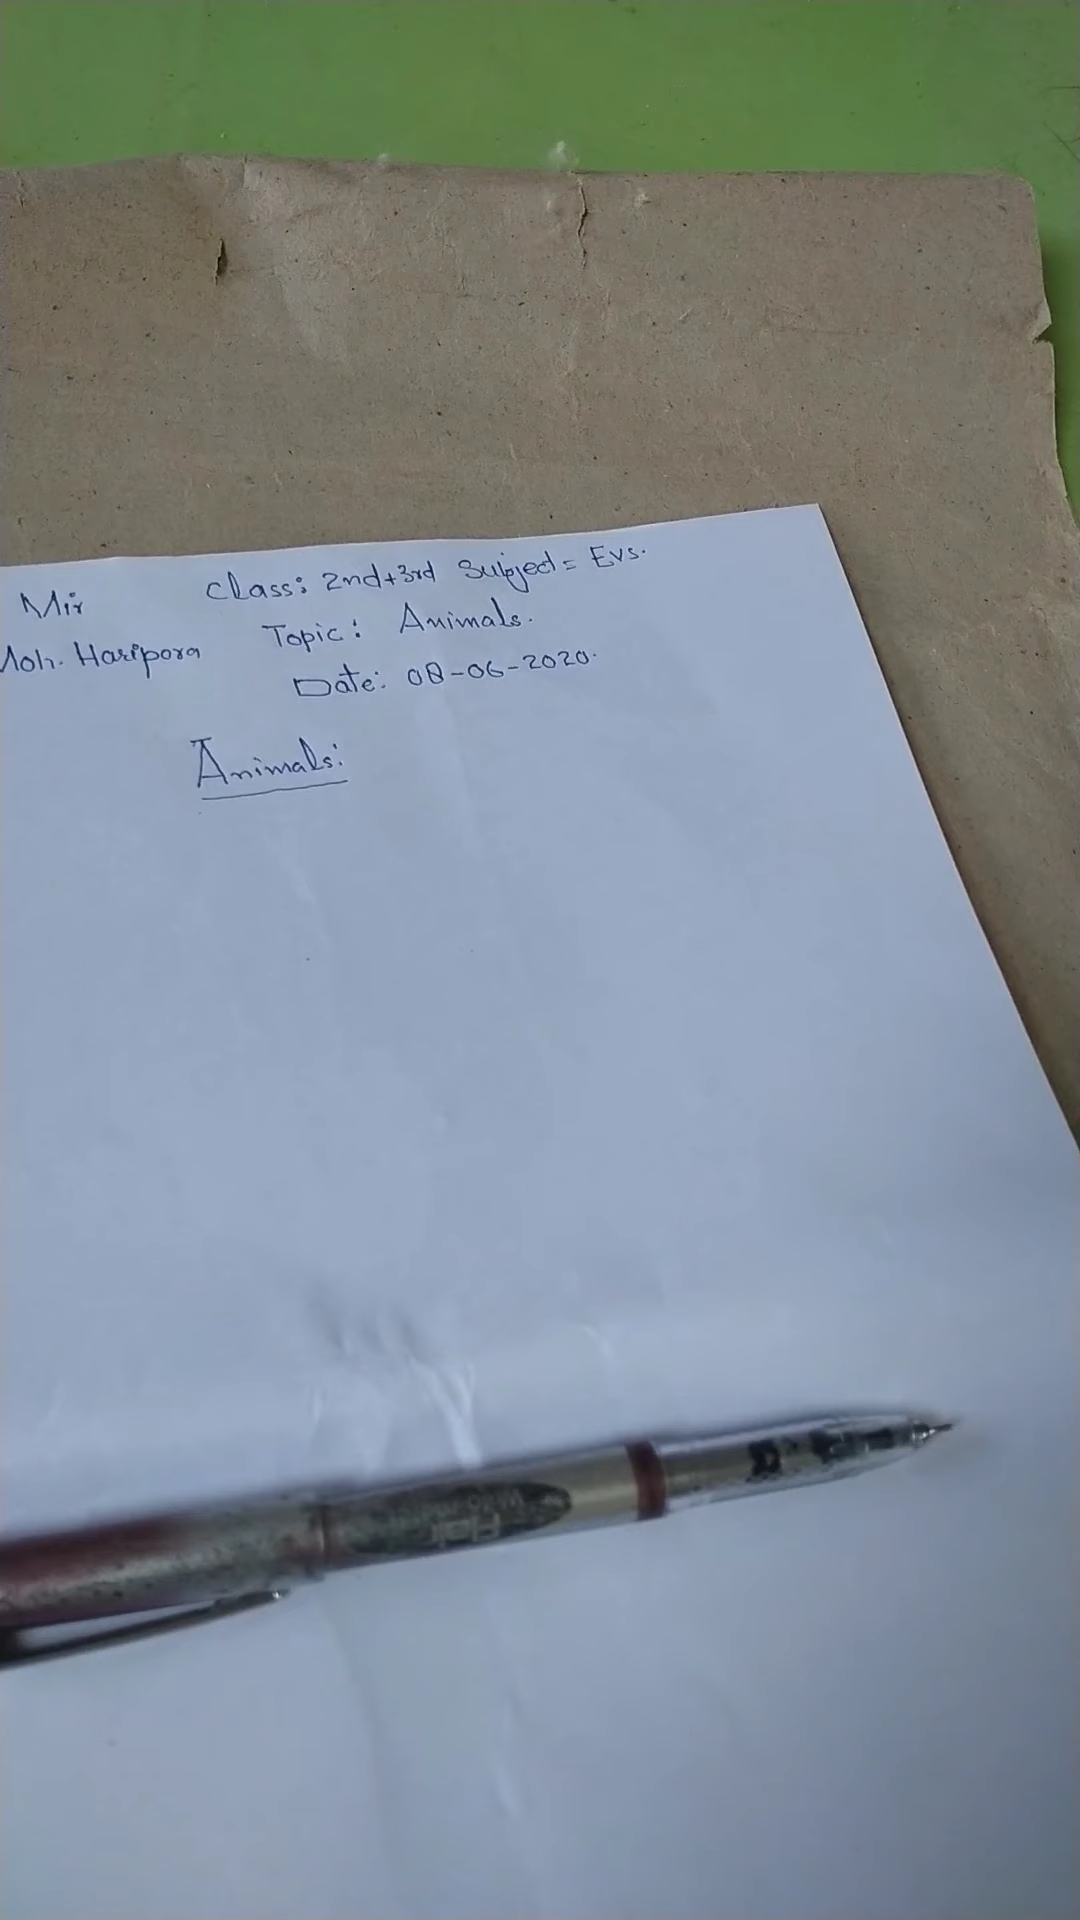 Mir Class: 2nd+3rd Subject= Evs.
Moh. Haripora Topic: Animals.
Date: 08-06-2020.
Animals: